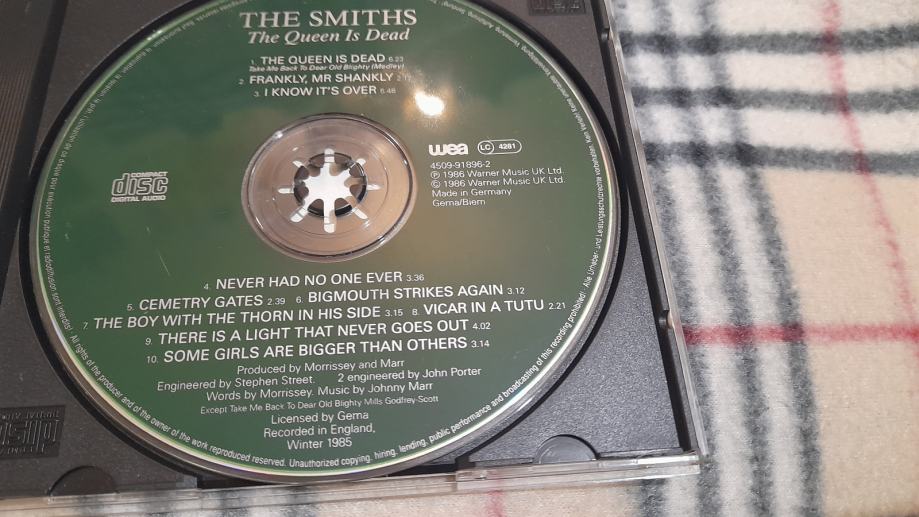 THE SMITHS
The Queen Is Dead
1. THE QUEEN IS DEAD 6.23
Take Me Back To Dear Old Blighty (Medley)
2. FRANKLY, MR SHANKLY 2.17
3. I KNOW IT'S OVER 5.48
COMPACT
disc
DIGITAL AUDIO
wea LC 4281
4509-91896-2
℗ 1986 Warner Music UK Ltd.
© 1986 Warner Music UK Ltd.
Made in Germany
Gema/Biem
4. NEVER HAD NO ONE EVER 3.36
5. CEMETRY GATES 2.39 6. BIGMOUTH STRIKES AGAIN 3.12
7. THE BOY WITH THE THORN IN HIS SIDE 3.15 8. VICAR IN A TUTU 2.21
9. THERE IS A LIGHT THAT NEVER GOES OUT 4.02
10. SOME GIRLS ARE BIGGER THAN OTHERS 3.14
Produced by Morrissey and Marr
Engineered by Stephen Street. 2 engineered by John Porter
Words by Morrissey. Music by Johnny Marr
Except Take Me Back To Dear Old Blighty Mills Godfrey-Scott
Licensed by Gema
Recorded in England,
Winter 1985
All rights of the producer and of the owner of the work reproduced reserved. Unauthorized copying, hiring, lending, public performance and broadcasting of this recording prohibited! Alle Urheber- und Leistungsschutzrechte vorbehalten.